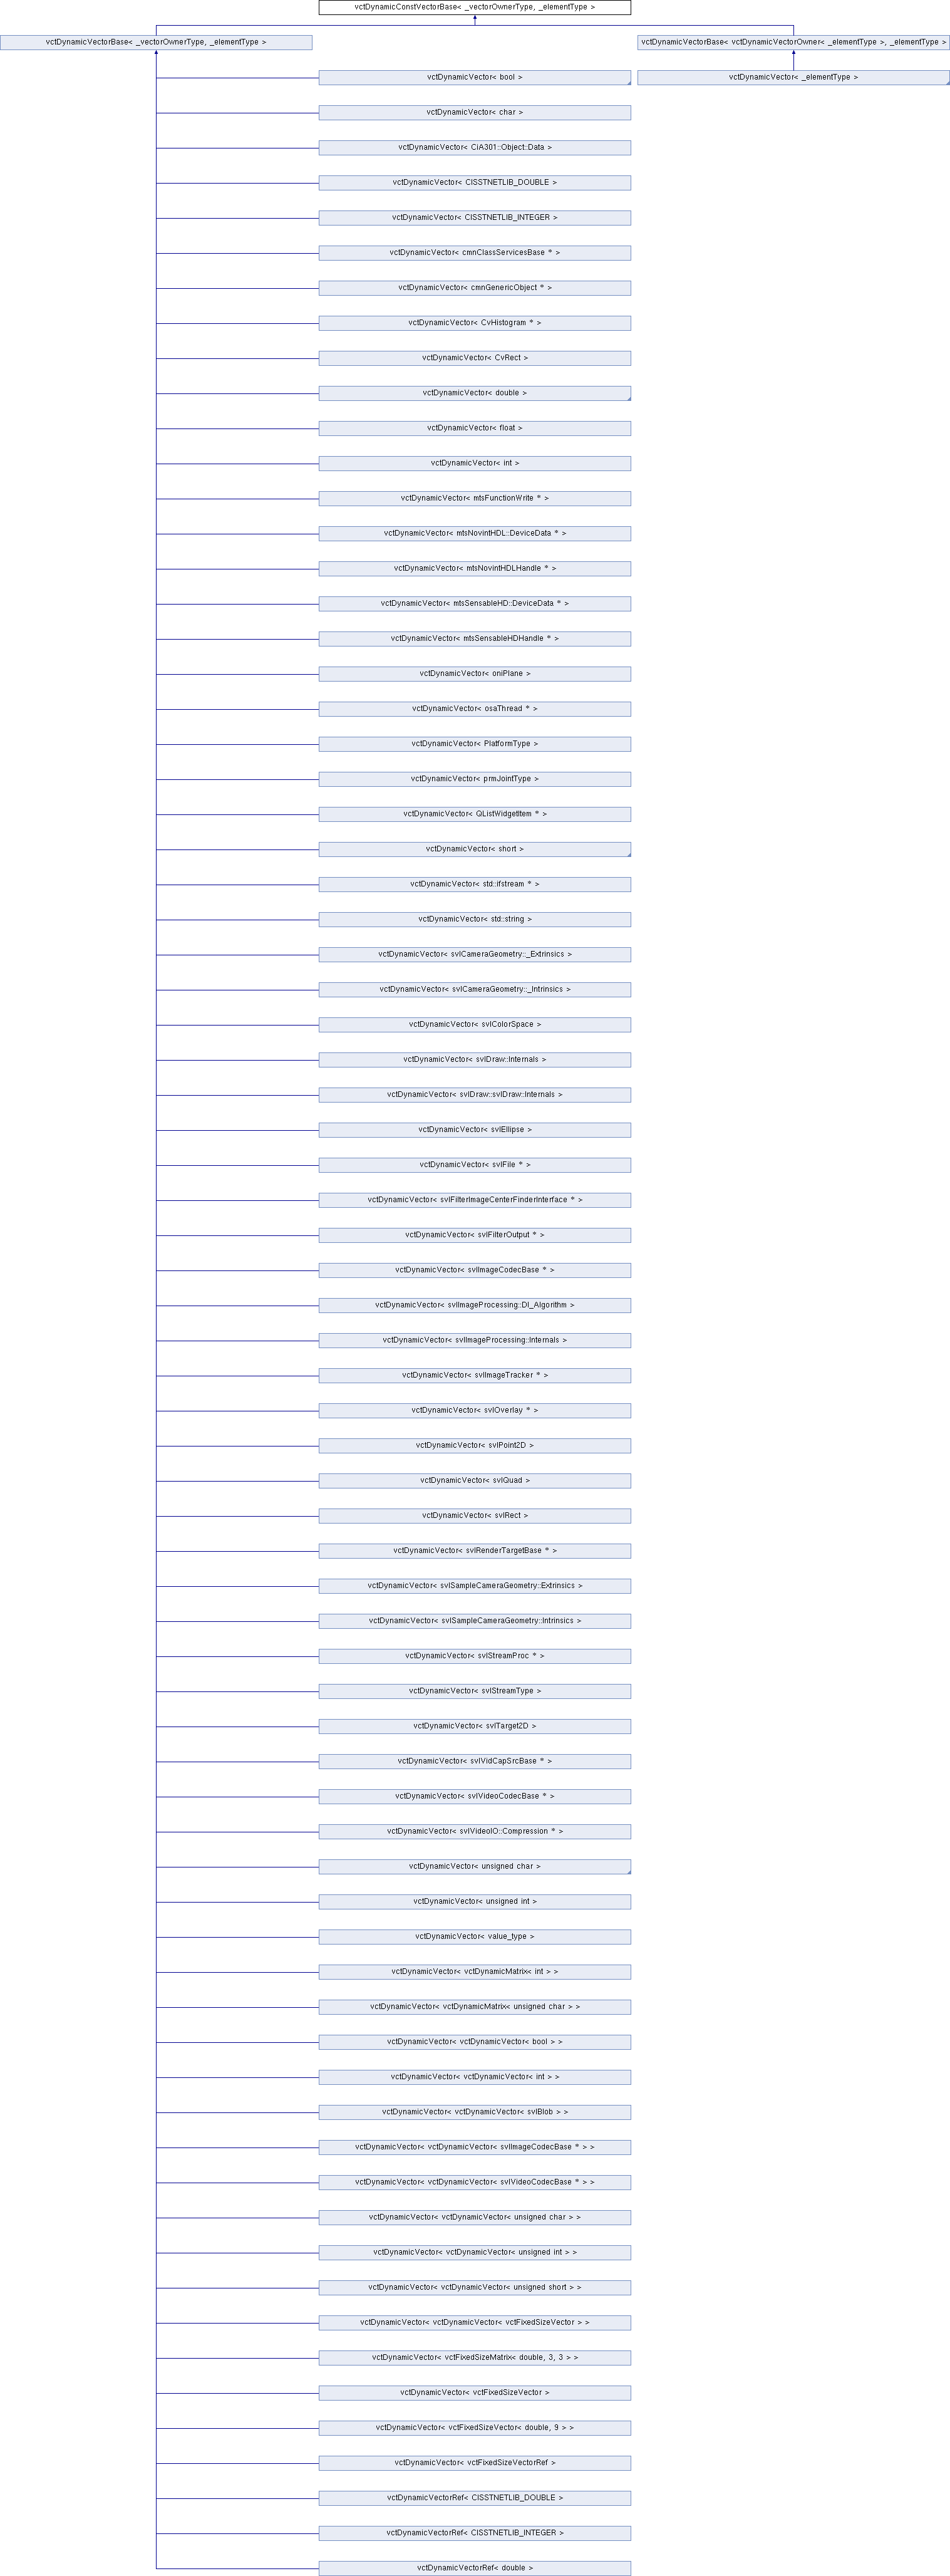 vctDynamicConstVectorBase< _vectorOwnerType, _elementType >
vctDynamicVectorBase< _vectorOwnerType, _elementType >
vctDynamicVectorBase< vctDynamicVectorOwner< _elementType >, _elementType >
vctDynamicVector< bool >
vctDynamicVector< _elementType >
vctDynamicVector< char >
vctDynamicVector< CiA301::Object::Data >
vctDynamicVector< CISSTNETLIB_DOUBLE >
vctDynamicVector< CISSTNETLIB_INTEGER >
vctDynamicVector< cmnClassServicesBase * >
vctDynamicVector< cmnGenericObject * >
vctDynamicVector< CvHistogram * >
vctDynamicVector< CvRect >
vctDynamicVector< double >
vctDynamicVector< float >
vctDynamicVector< int >
vctDynamicVector< mtsFunctionWrite * >
vctDynamicVector< mtsNovintHDL::DeviceData * >
vctDynamicVector< mtsNovintHDLHandle * >
vctDynamicVector< mtsSensableHD::DeviceData * >
vctDynamicVector< mtsSensableHDHandle * >
vctDynamicVector< oniPlane >
vctDynamicVector< osaThread * >
vctDynamicVector< PlatformType >
vctDynamicVector< prmJointType >
vctDynamicVector< QListWidgetItem * >
vctDynamicVector< short >
vctDynamicVector< std::ifstream * >
vctDynamicVector< std::string >
vctDynamicVector< svlCameraGeometry::_Extrinsics >
vctDynamicVector< svlCameraGeometry::_Intrinsics >
vctDynamicVector< svlColorSpace >
vctDynamicVector< svlDraw::Internals >
vctDynamicVector< svlDraw::svlDraw::Internals >
vctDynamicVector< svlEllipse >
vctDynamicVector< svlFile * >
vctDynamicVector< svlFilterImageCenterFinderInterface * >
vctDynamicVector< svlFilterOutput * >
vctDynamicVector< svlImageCodecBase * >
vctDynamicVector< svlImageProcessing::DI_Algorithm >
vctDynamicVector< svlImageProcessing::Internals >
vctDynamicVector< svlImageTracker * >
vctDynamicVector< svlOverlay * >
vctDynamicVector< svlPoint2D >
vctDynamicVector< svlQuad >
vctDynamicVector< svlRect >
vctDynamicVector< svlRenderTargetBase * >
vctDynamicVector< svlSampleCameraGeometry::Extrinsics >
vctDynamicVector< svlSampleCameraGeometry::Intrinsics >
vctDynamicVector< svlStreamProc * >
vctDynamicVector< svlStreamType >
vctDynamicVector< svlTarget2D >
vctDynamicVector< svlVidCapSrcBase * >
vctDynamicVector< svlVideoCodecBase * >
vctDynamicVector< svlVideoIO::Compression * >
vctDynamicVector< unsigned char >
vctDynamicVector< unsigned int >
vctDynamicVector< value_type >
vctDynamicVector< vctDynamicMatrix< int > >
vctDynamicVector< vctDynamicMatrix< unsigned char > >
vctDynamicVector< vctDynamicVector< bool > >
vctDynamicVector< vctDynamicVector< int > >
vctDynamicVector< vctDynamicVector< svlBlob > >
vctDynamicVector< vctDynamicVector< svlImageCodecBase * > >
vctDynamicVector< vctDynamicVector< svlVideoCodecBase * > >
vctDynamicVector< vctDynamicVector< unsigned char > >
vctDynamicVector< vctDynamicVector< unsigned int > >
vctDynamicVector< vctDynamicVector< unsigned short > >
vctDynamicVector< vctDynamicVector< vctFixedSizeVector > >
vctDynamicVector< vctFixedSizeMatrix< double, 3, 3 > >
vctDynamicVector< vctFixedSizeVector >
vctDynamicVector< vctFixedSizeVector< double, 9 > >
vctDynamicVector< vctFixedSizeVectorRef >
vctDynamicVectorRef< CISSTNETLIB_DOUBLE >
vctDynamicVectorRef< CISSTNETLIB_INTEGER >
vctDynamicVectorRef< double >